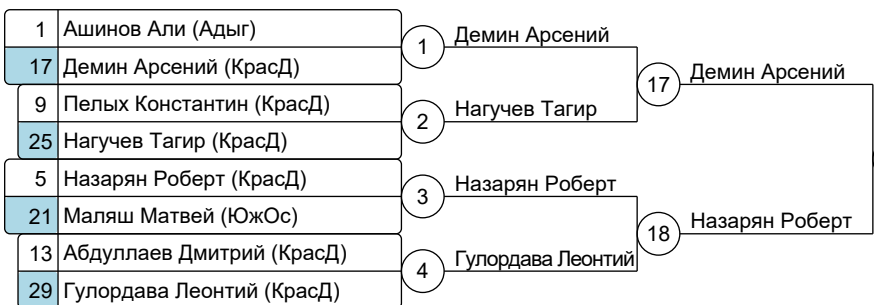 1 Ашинов Али (Адыг)
17 Демин Арсений (КрасД)
1 Демин Арсений
9 Пелых Константин (КрасД)
25 Нагучев Тагир (КрасД)
2 Нагучев Тагир
17 Демин Арсений
5 Назарян Роберт (КрасД)
21 Маляш Матвей (ЮжОс)
3 Назарян Роберт
13 Абдуллаев Дмитрий (КрасД)
29 Гулордава Леонтий (КрасД)
4 Гулордава Леонтий
18 Назарян Роберт